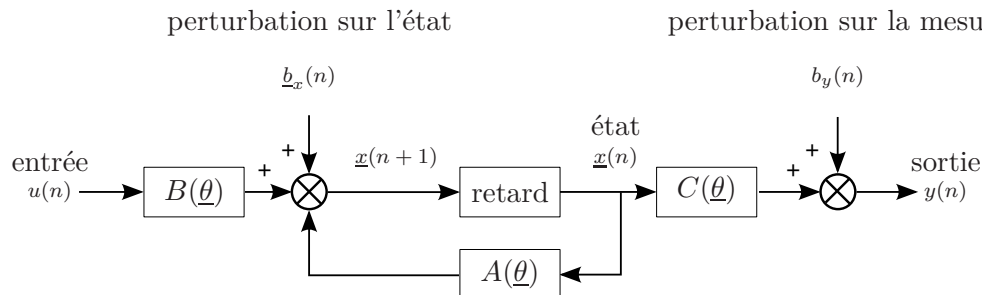 perturbation sur l'état
perturbation sur la mesu
b_x(n)
b_y(n)
+
+
entrée
u(n)
B(θ)
+
x(n + 1)
retard
état
x(n)
C(θ)
+
sortie
y(n)
A(θ)